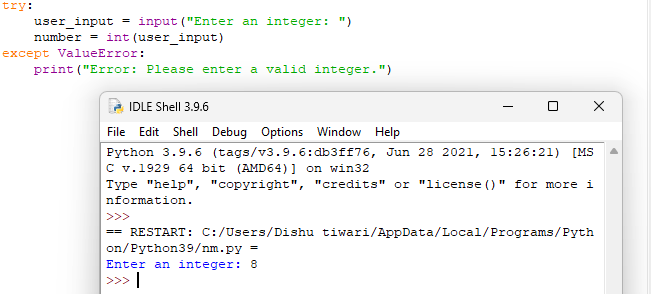 try:
    user_input = input("Enter an integer: ")
    number = int(user_input)
except ValueError:
    print("Error: Please enter a valid integer.")
IDLE Shell 3.9.6
File Edit Shell Debug Options Window Help
Python 3.9.6 (tags/v3.9.6:db3ff76, Jun 28 2021, 15:26:21) [MS
C v.1929 64 bit (AMD64)] on win32
Type "help", "copyright", "credits" or "license()" for more i
nformation.
>>>
== RESTART: C:/Users/Dishu tiwari/AppData/Local/Programs/Pyth
on/Python39/nm.py =
Enter an integer: 8
>>>